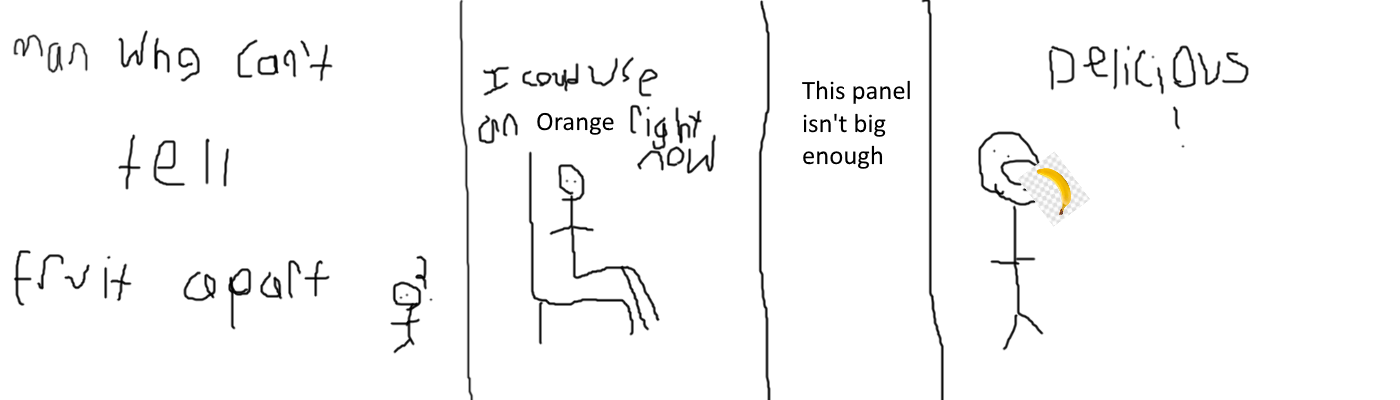 man who can't
tell
fruit apart
?
I could use
an Orange right
now
This panel
isn't big
enough
Delicious
!